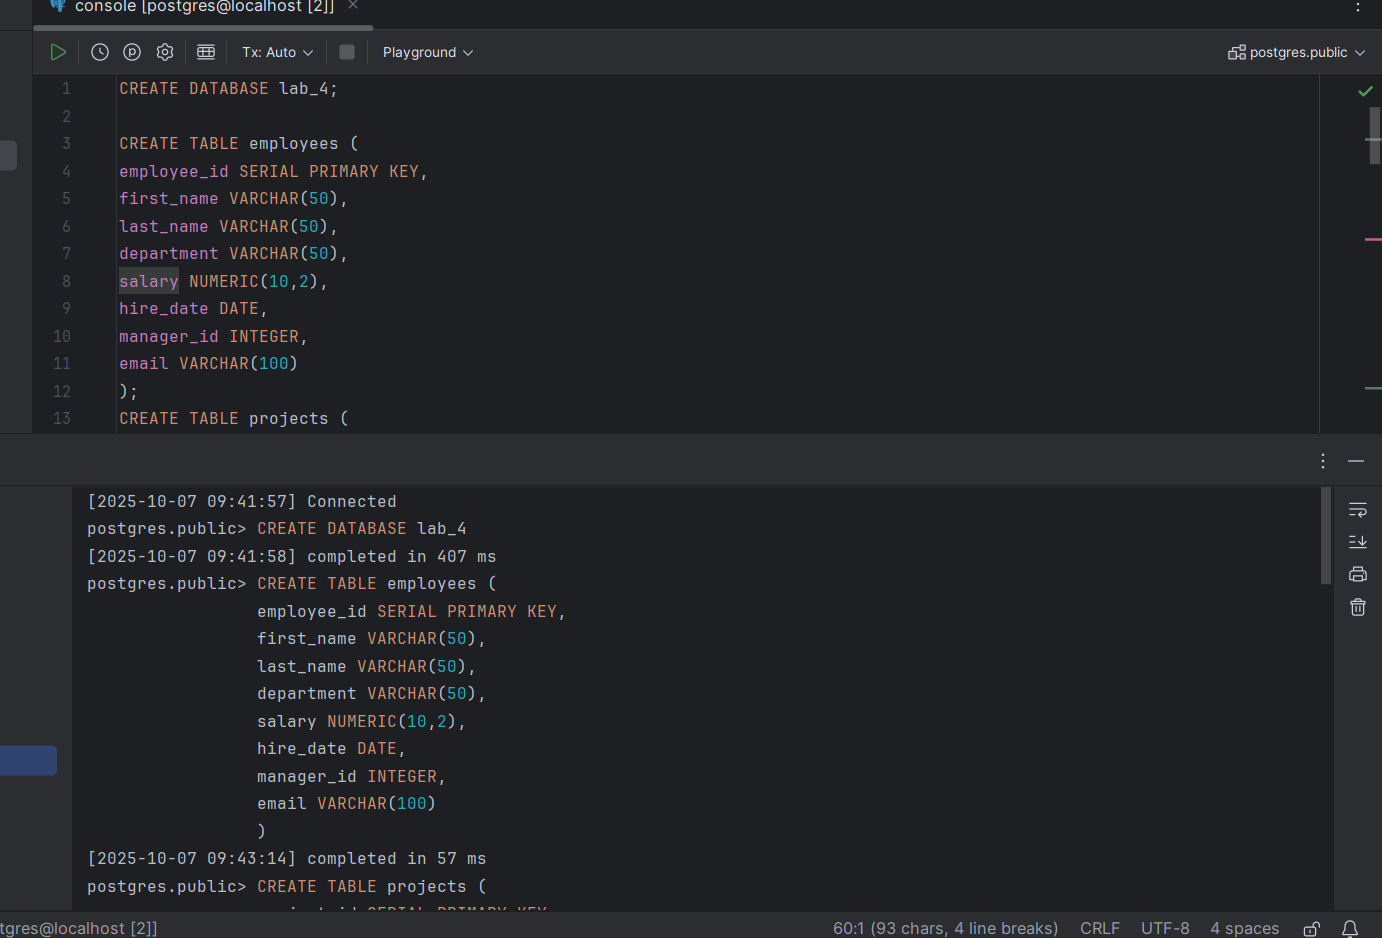 console [postgres@localhost [2]]
Tx: Auto
Playground
postgres.public
1 CREATE DATABASE lab_4;
2
3 CREATE TABLE employees (
4 employee_id SERIAL PRIMARY KEY,
5 first_name VARCHAR(50),
6 last_name VARCHAR(50),
7 department VARCHAR(50),
8 salary NUMERIC(10,2),
9 hire_date DATE,
10 manager_id INTEGER,
11 email VARCHAR(100)
12 );
13 CREATE TABLE projects (
[2025-10-07 09:41:57] Connected
postgres.public> CREATE DATABASE lab_4
[2025-10-07 09:41:58] completed in 407 ms
postgres.public> CREATE TABLE employees (
employee_id SERIAL PRIMARY KEY,
first_name VARCHAR(50),
last_name VARCHAR(50),
department VARCHAR(50),
salary NUMERIC(10,2),
hire_date DATE,
manager_id INTEGER,
email VARCHAR(100)
)
[2025-10-07 09:43:14] completed in 57 ms
postgres.public> CREATE TABLE projects (
tgres@localhost [2]]
60:1 (93 chars, 4 line breaks)
CRLF
UTF-8
4 spaces